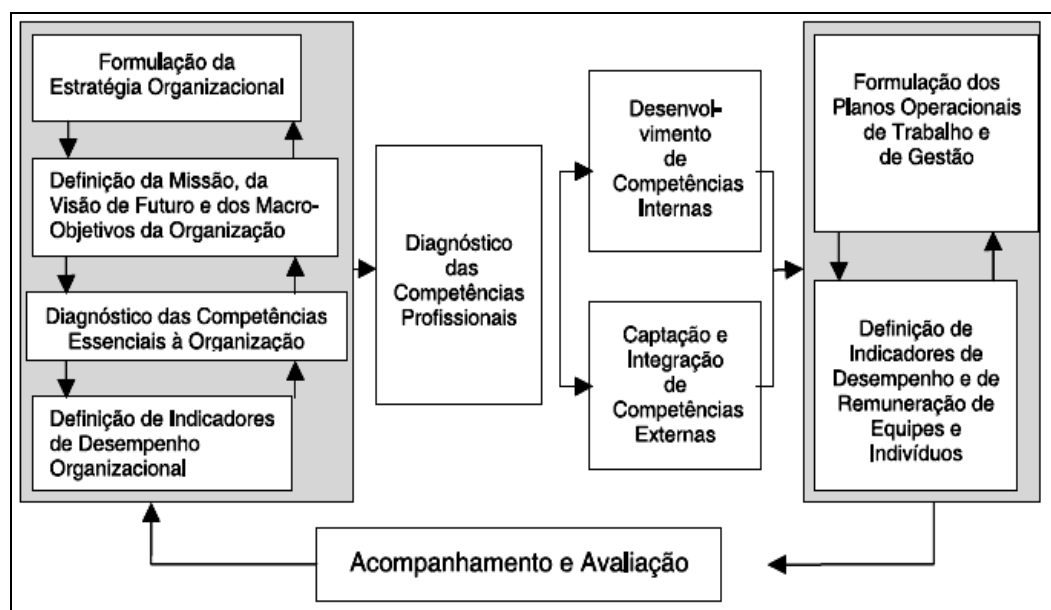 Formulação da
Estratégia Organizacional
Definição da Missão, da
Visão de Futuro e dos Macro-
Objetivos da Organização
Diagnóstico das Competências
Essenciais à Organização
Definição de Indicadores
de Desempenho
Organizacional
Diagnóstico
das
Competências
Profissionais
Desenvol-
vimento
de
Competências
Internas
Captação e
Integração
de
Competências
Externas
Formulação dos
Planos Operacionais
de Trabalho e
de Gestão
Definição de
Indicadores de
Desempenho e de
Remuneração de
Equipes e
Indivíduos
Acompanhamento e Avaliação